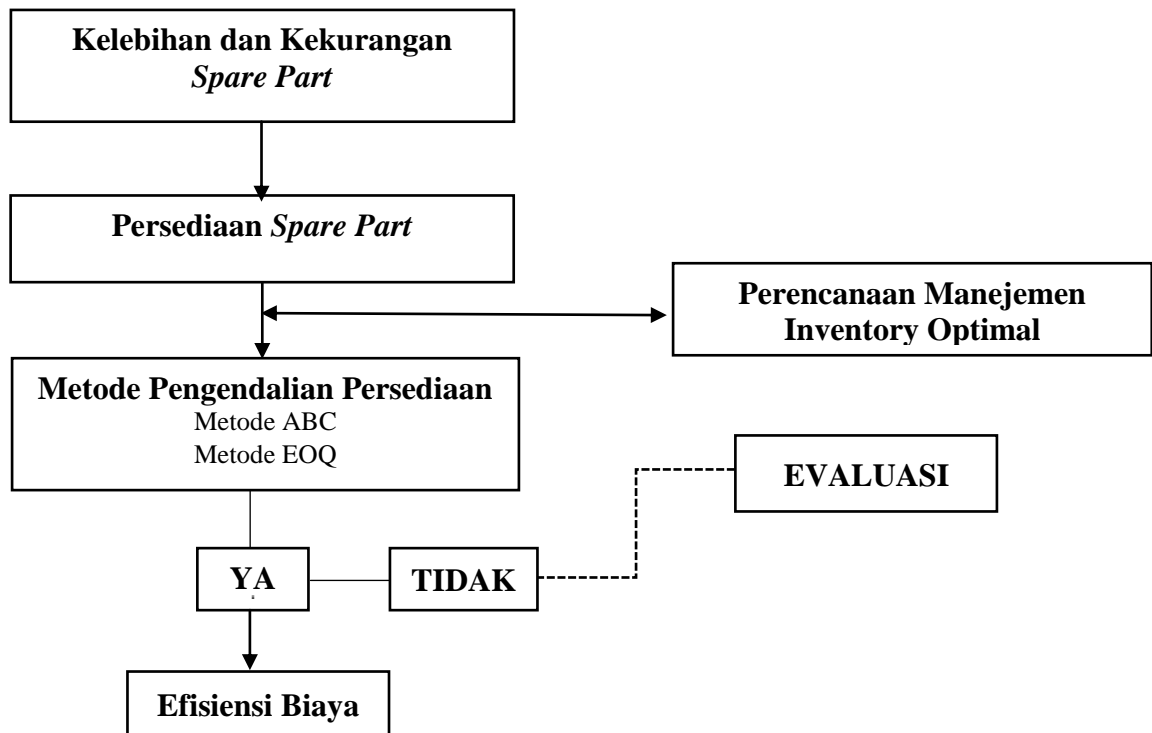 Kelebihan dan Kekurangan
Spare Part
Persediaan Spare Part
Perencanaan Manejemen
Inventory Optimal
Metode Pengendalian Persediaan
Metode ABC
Metode EOQ
EVALUASI
YA
TIDAK
Efisiensi Biaya